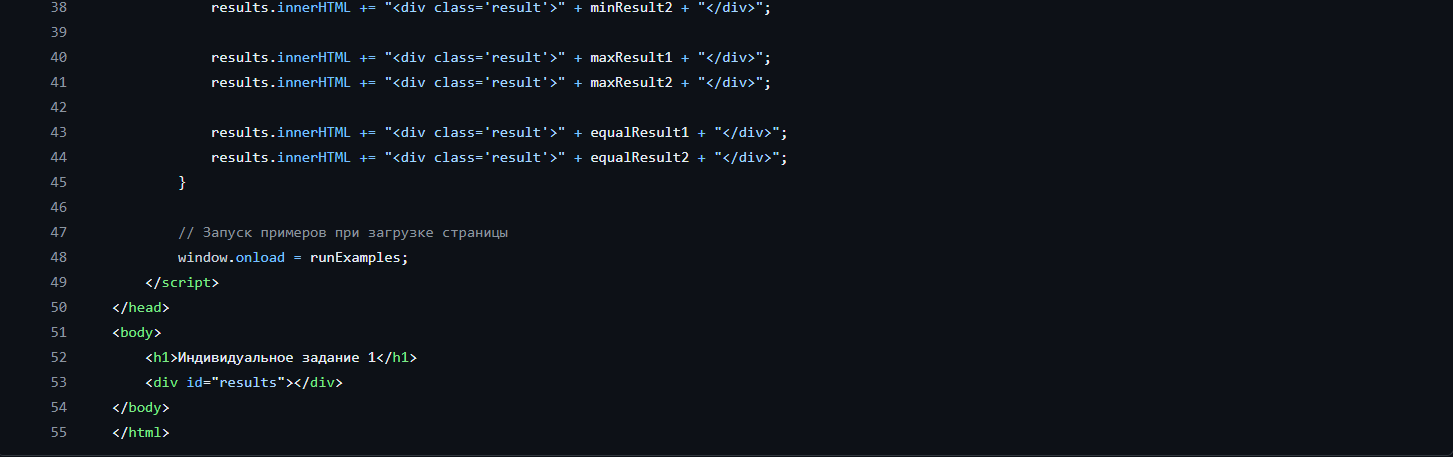 38 results.innerHTML += "<div class='result'>" + minResult2 + "</div>";
39
40 results.innerHTML += "<div class='result'>" + maxResult1 + "</div>";
41 results.innerHTML += "<div class='result'>" + maxResult2 + "</div>";
42
43 results.innerHTML += "<div class='result'>" + equalResult1 + "</div>";
44 results.innerHTML += "<div class='result'>" + equalResult2 + "</div>";
45 }
46
47 // Запуск примеров при загрузке страницы
48 window.onload = runExamples;
49 </script>
50 </head>
51 <body>
52 <h1>Индивидуальное задание 1</h1>
53 <div id="results"></div>
54 </body>
55 </html>